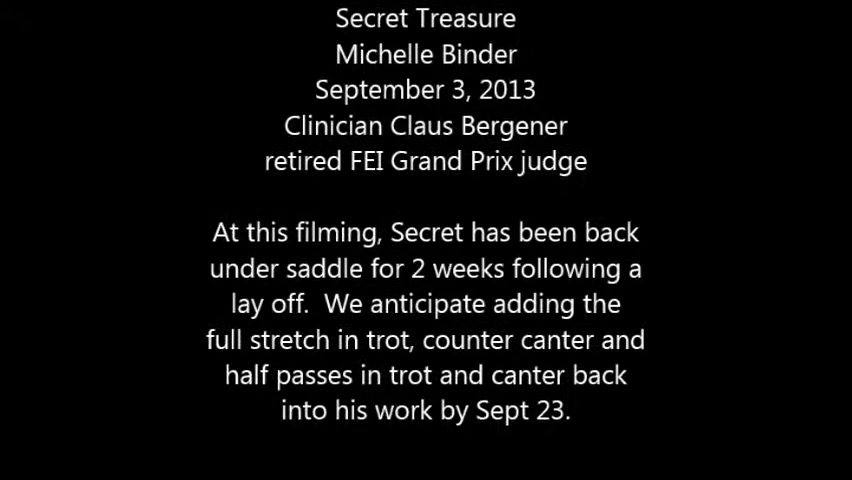 Secret Treasure
Michelle Binder
September 3, 2013
Clinician Claus Bergener
retired FEI Grand Prix judge
At this filming, Secret has been back
under saddle for 2 weeks following a
lay off.  We anticipate adding the
full stretch in trot, counter canter and
half passes in trot and canter back
into his work by Sept 23.